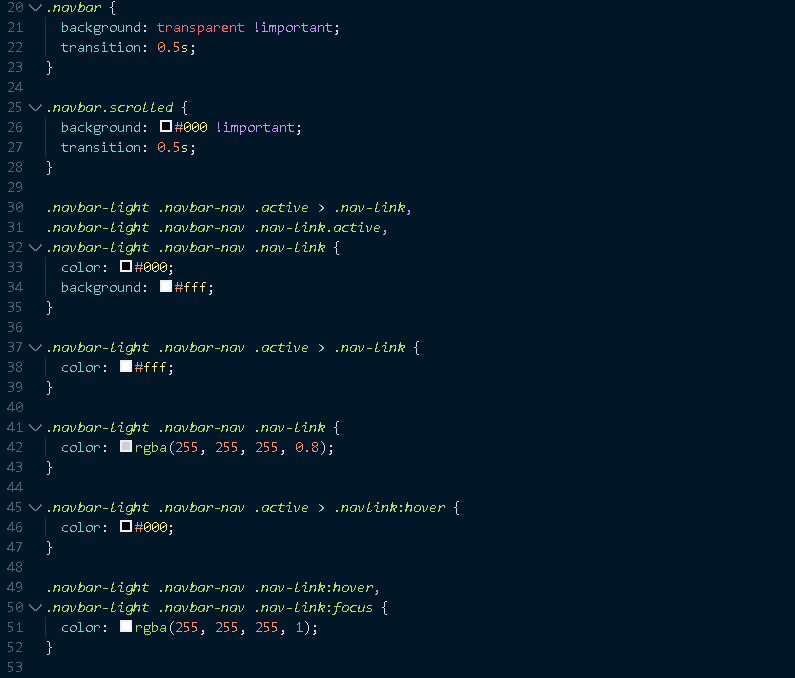 20 .navbar {
21 background: transparent !important;
22 transition: 0.5s;
23 }
24
25 .navbar.scrolled {
26 background: #000 !important;
27 transition: 0.5s;
28 }
29
30 .navbar-light .navbar-nav .active > .nav-link,
31 .navbar-light .navbar-nav .nav-link.active,
32 .navbar-light .navbar-nav .nav-link {
33 color: #000;
34 background: #fff;
35 }
36
37 .navbar-light .navbar-nav .active > .nav-link {
38 color: #fff;
39 }
40
41 .navbar-light .navbar-nav .nav-link {
42 color: rgba(255, 255, 255, 0.8);
43 }
44
45 .navbar-light .navbar-nav .active > .navlink:hover {
46 color: #000;
47 }
48
49 .navbar-light .navbar-nav .nav-link:hover,
50 .navbar-light .navbar-nav .nav-link:focus {
51 color: rgba(255, 255, 255, 1);
52 }
53